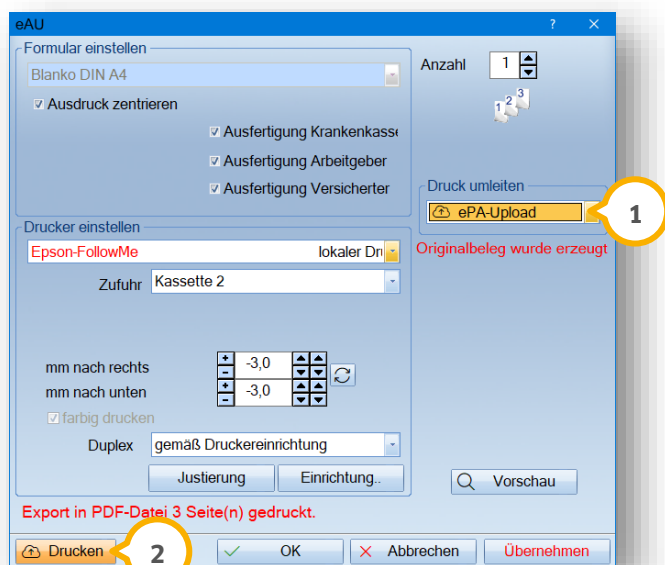 eAU
?
Formular einstellen
Blanko DIN A4
Ausdruck zentrieren
Ausfertigung Krankenkasse
Ausfertigung Arbeitgeber
Ausfertigung Versicherter
Anzahl 1
1 2 3
Druck umleiten
ePA-Upload
1
Originalbeleg wurde erzeugt
Drucker einstellen
Epson-FollowMe lokaler Dru
Zufuhr Kassette 2
mm nach rechts -3,0
mm nach unten -3,0
farbig drucken
Duplex gemäß Druckereinrichtung
Justierung Einrichtung..
Vorschau
Export in PDF-Datei 3 Seite(n) gedruckt.
Drucken
2
OK
Abbrechen
Übernehmen